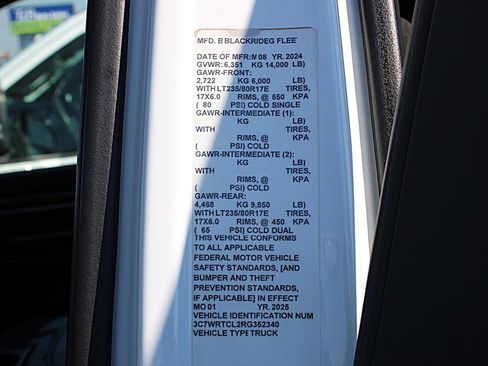 MFD. B BLACKRIDEG FLEE
DATE OF MFR:M 08 YR. 2024
GVWR: 6,351 KG 14,000 LB)
GAWR-FRONT:
2,722 KG 6,000 LB)
WITH LT235/80R17E TIRES,
17X6.0 RIMS, @ 550 KPA
( 80 PSI) COLD SINGLE
GAWR-INTERMEDIATE (1):
KG LB)
WITH TIRES,
RIMS, @ KPA
( PSI) COLD
GAWR-INTERMEDIATE (2):
KG LB)
WITH TIRES,
RIMS, @ KPA
( PSI) COLD
GAWR-REAR:
4,468 KG 9,850 LB)
WITH LT235/80R17E TIRES,
17X6.0 RIMS, @ 450 KPA
( 65 PSI) COLD DUAL
THIS VEHICLE CONFORMS
TO ALL APPLICABLE
FEDERAL MOTOR VEHICLE
SAFETY STANDARDS, [AND
BUMPER AND THEFT
PREVENTION STANDARDS,
IF APPLICABLE] IN EFFECT
MO 01 YR. 2025
VEHICLE IDENTIFICATION NUM
3C7WRTCL2RG352340
VEHICLE TYPE TRUCK